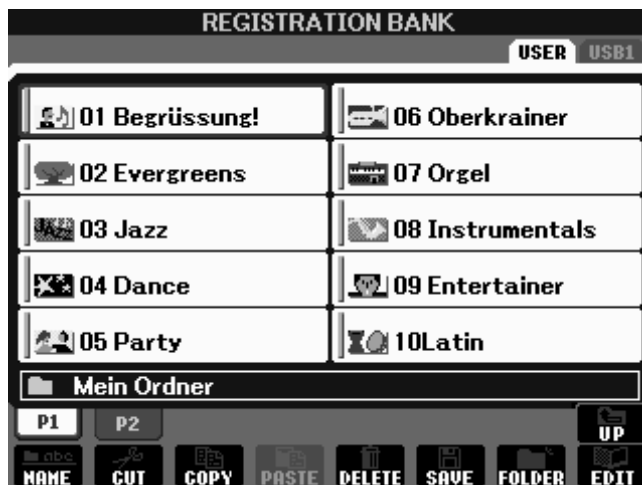 REGISTRATION BANK
USER USB1
01 Begrüssung!
06 Oberkrainer
02 Evergreens
07 Orgel
03 Jazz
08 Instrumentals
04 Dance
09 Entertainer
05 Party
10Latin
Mein Ordner
P1 P2
UP
abc
NAME CUT COPY PASTE DELETE SAVE FOLDER EDIT